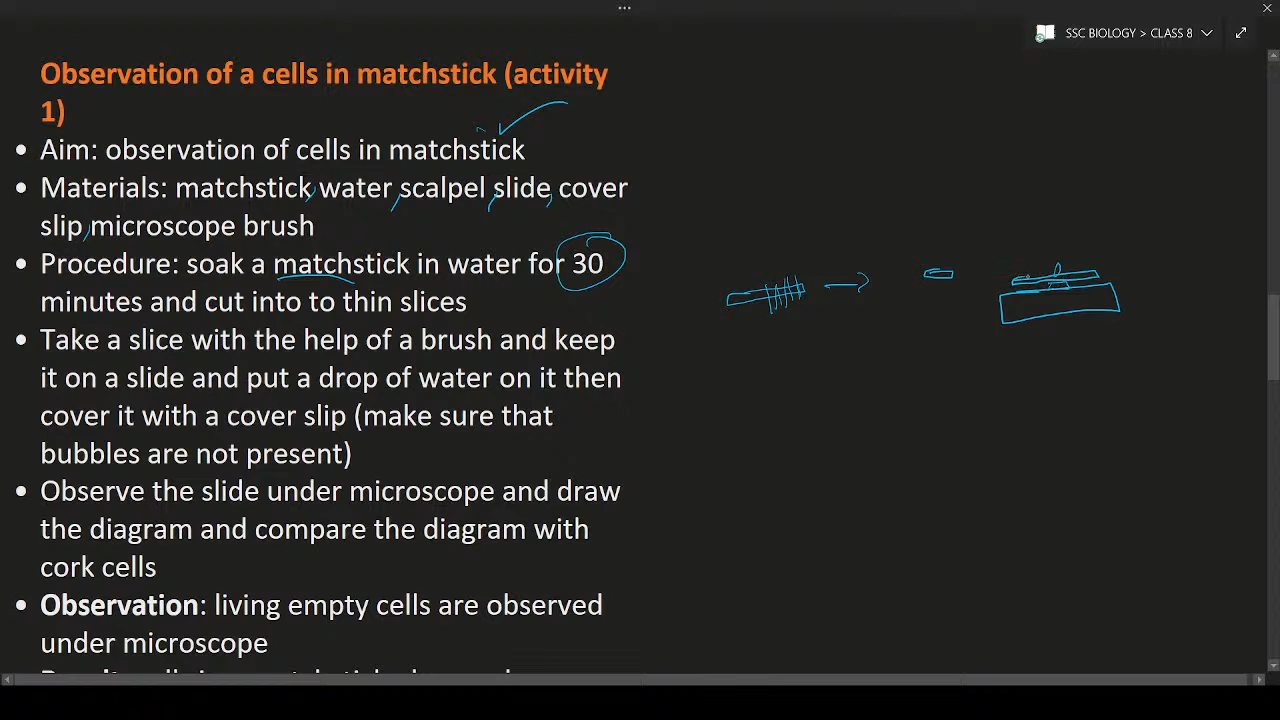 SSC BIOLOGY > CLASS 8
Observation of a cells in matchstick (activity
1)
• Aim: observation of cells in matchstick
• Materials: matchstick, water, scalpel, slide, cover
slip, microscope brush
• Procedure: soak a matchstick in water for 30
minutes and cut into to thin slices
• Take a slice with the help of a brush and keep
it on a slide and put a drop of water on it then
cover it with a cover slip (make sure that
bubbles are not present)
• Observe the slide under microscope and draw
the diagram and compare the diagram with
cork cells
• Observation: living empty cells are observed
under microscope